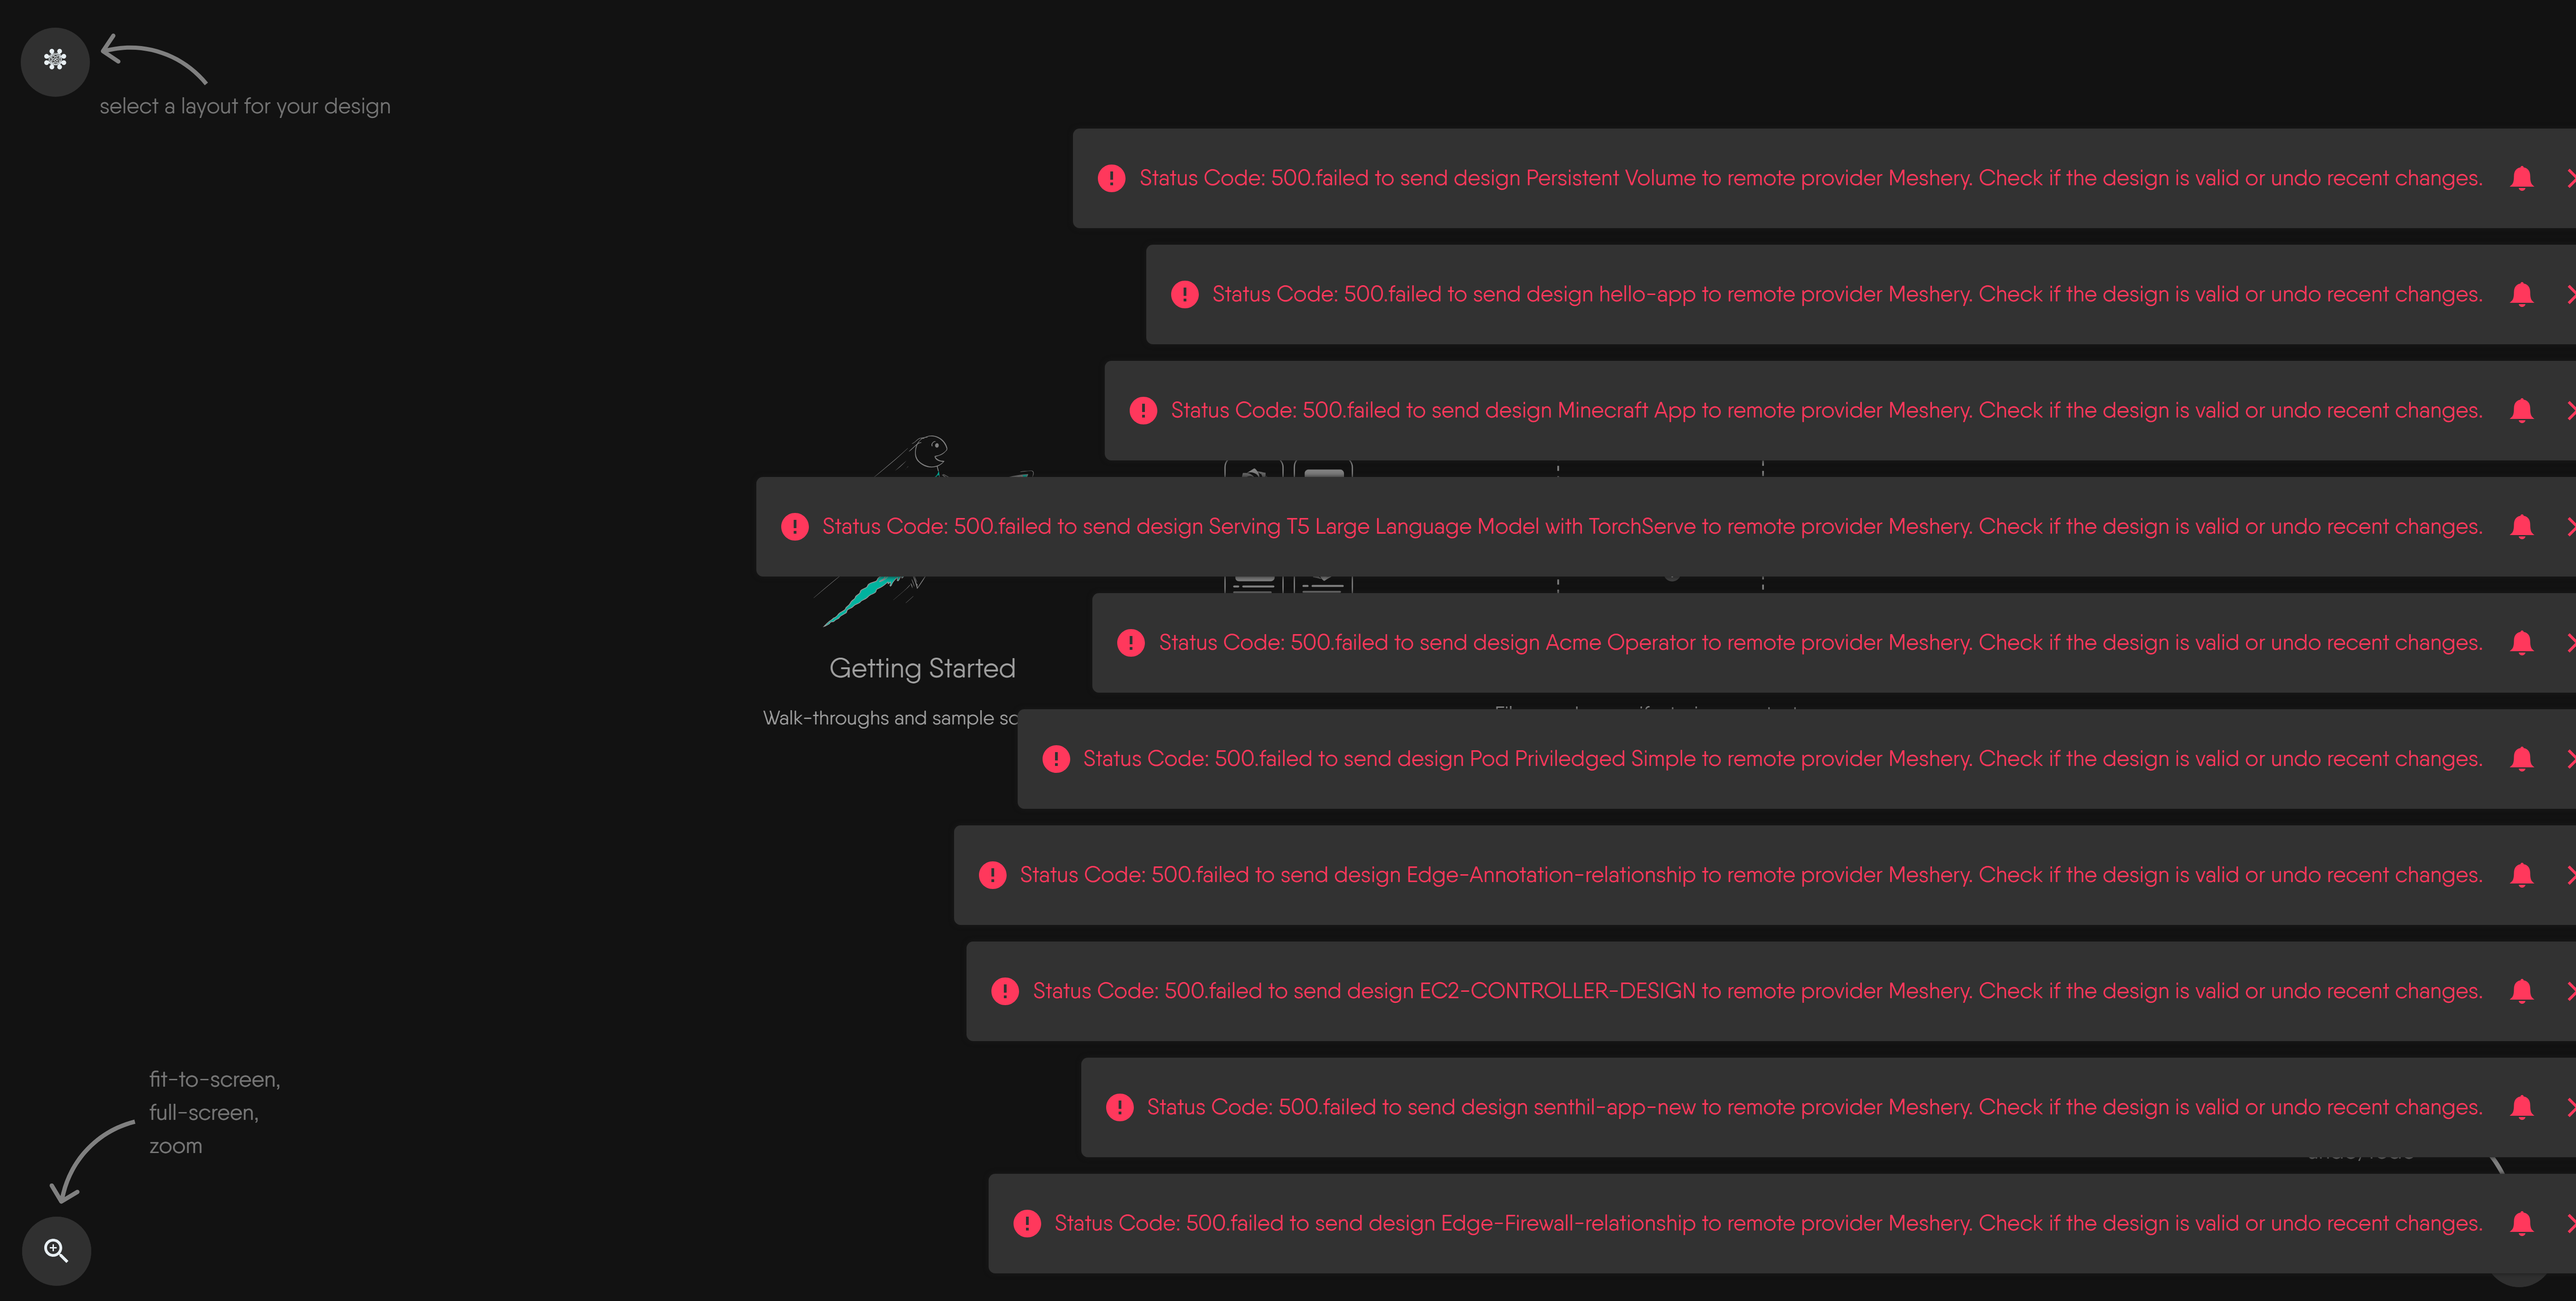 select a layout for your design
Status Code: 500.failed to send design Persistent Volume to remote provider Meshery. Check if the design is valid or undo recent changes.
Status Code: 500.failed to send design hello-app to remote provider Meshery. Check if the design is valid or undo recent changes.
Status Code: 500.failed to send design Minecraft App to remote provider Meshery. Check if the design is valid or undo recent changes.
Status Code: 500.failed to send design Serving T5 Large Language Model with TorchServe to remote provider Meshery. Check if the design is valid or undo recent changes.
Status Code: 500.failed to send design Acme Operator to remote provider Meshery. Check if the design is valid or undo recent changes.
Getting Started
Walk-throughs and sample
Status Code: 500.failed to send design Pod Priviledged Simple to remote provider Meshery. Check if the design is valid or undo recent changes.
Status Code: 500.failed to send design Edge-Annotation-relationship to remote provider Meshery. Check if the design is valid or undo recent changes.
Status Code: 500.failed to send design EC2-CONTROLLER-DESIGN to remote provider Meshery. Check if the design is valid or undo recent changes.
fit-to-screen,
full-screen,
zoom
Status Code: 500.failed to send design senthil-app-new to remote provider Meshery. Check if the design is valid or undo recent changes.
Status Code: 500.failed to send design Edge-Firewall-relationship to remote provider Meshery. Check if the design is valid or undo recent changes.